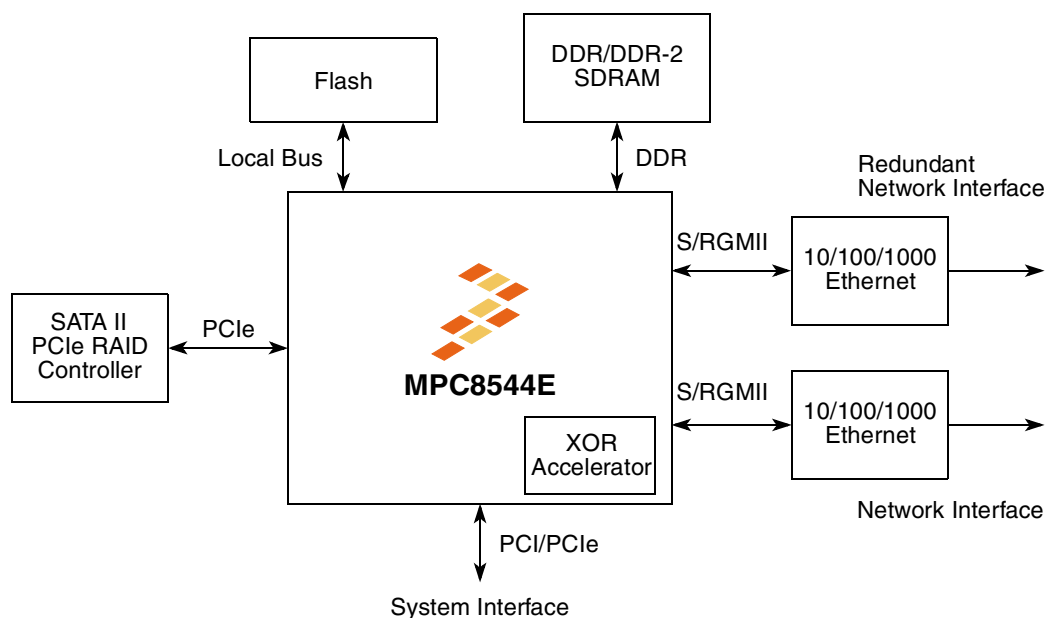 Flash
DDR/DDR-2
SDRAM
Local Bus
DDR
Redundant
Network Interface
S/RGMII
10/100/1000
Ethernet
SATA II
PCIe RAID
Controller
PCIe
MPC8544E
S/RGMII
10/100/1000
Ethernet
XOR
Accelerator
Network Interface
PCI/PCIe
System Interface